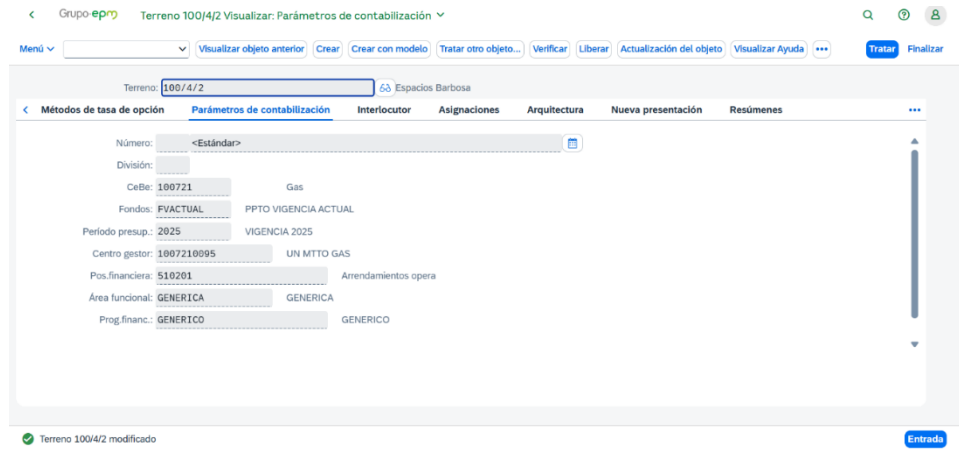 Grupo-epm Terreno 100/4/2 Visualizar: Parámetros de contabilización
Menú Visualizar objeto anterior Crear Crear con modelo Tratar otro objeto... Verificar Liberar Actualización del objeto Visualizar Ayuda ... Tratar Finalizar
Terreno: 100/4/2 Espacios Barbosa
Métodos de tasa de opción Parámetros de contabilización Interlocutor Asignaciones Arquitectura Nueva presentación Resúmenes ...
Número: <Estándar>
División:
CeBe: 100721 Gas
Fondos: FVACTUAL PPTO VIGENCIA ACTUAL
Período presup.: 2025 VIGENCIA 2025
Centro gestor: 1007210095 UN MTTO GAS
Pos.financiera: 510201 Arrendamientos opera
Área funcional: GENERICA GENERICA
Prog.financ.: GENERICO GENERICO
Terreno 100/4/2 modificado Entrada